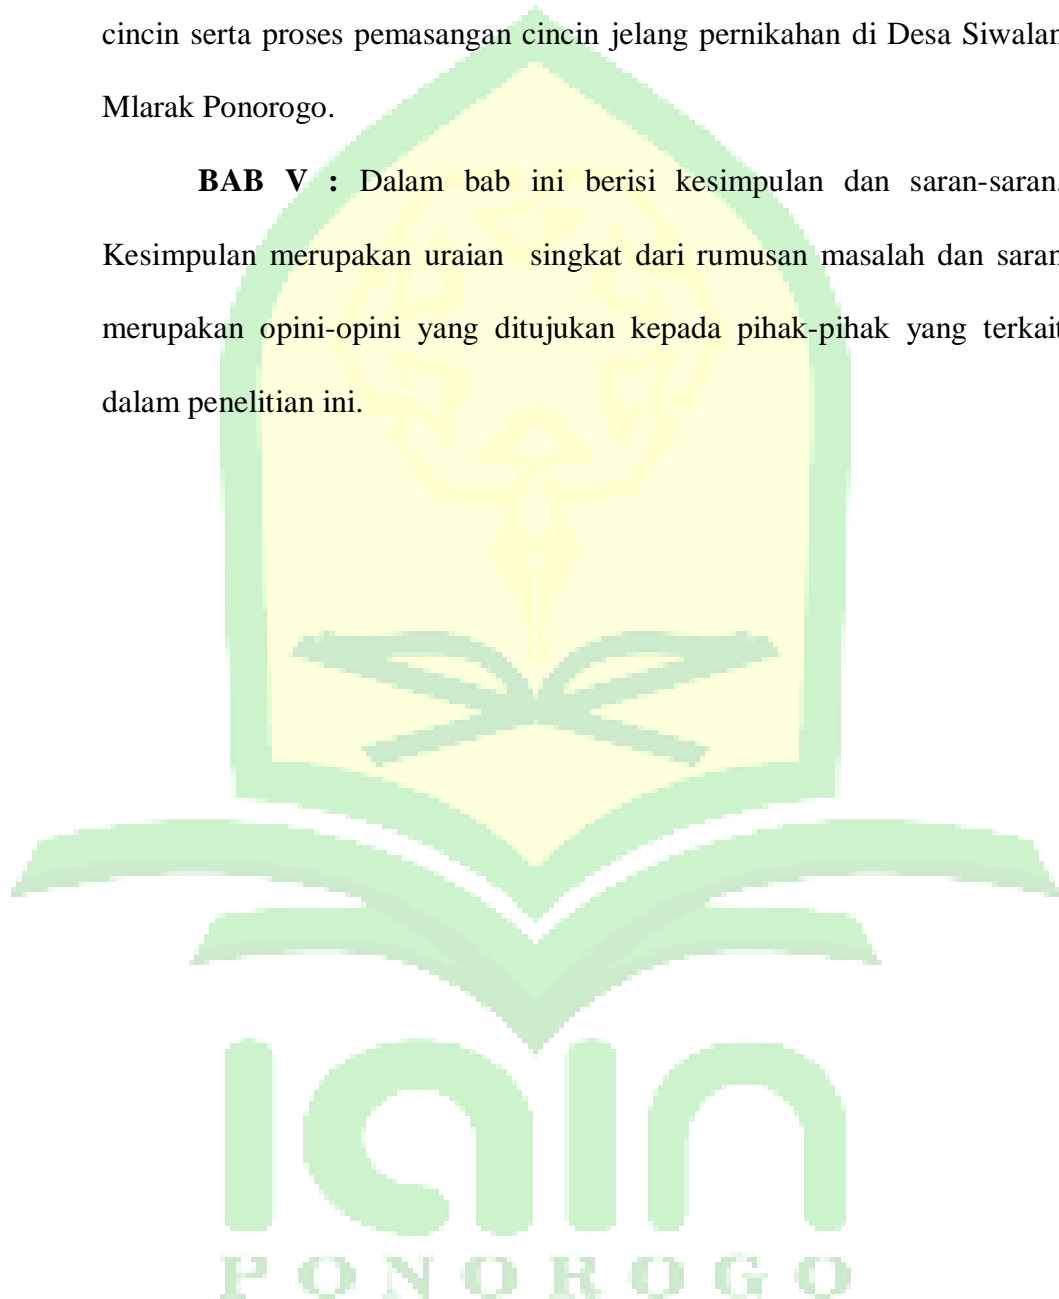 cincin serta proses pemasangan cincin jelang pernikahan di Desa Siwalan
Mlarak Ponorogo.
BAB V : Dalam bab ini berisi kesimpulan dan saran-saran.
Kesimpulan merupakan uraian singkat dari rumusan masalah dan saran
merupakan opini-opini yang ditujukan kepada pihak-pihak yang terkait
dalam penelitian ini.
iain
PONOROGO